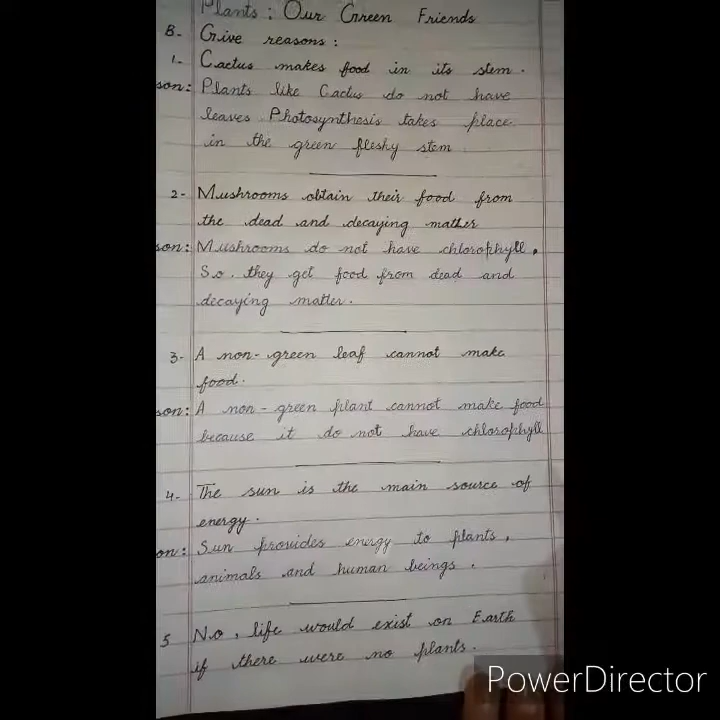 Plants : Our Green Friends
B- Give reasons :
1- Cactus makes food in its stem.
son: Plants like Cactus do not have
leaves Photosynthesis takes place
in the green fleshy stem
2- Mushrooms obtain their food from
the dead and decaying matter
son: Mushrooms do not have chlorophyll.
So, they get food from dead and
decaying matter.
3- A non-green leaf cannot make
food.
son: A non-green plant cannot make food
because it do not have chlorophyll
4- The sun is the main source of
energy.
on: Sun provides energy to plants,
animals and human beings.
5 No, life would exist on Earth
if there were no plants.
PowerDirector